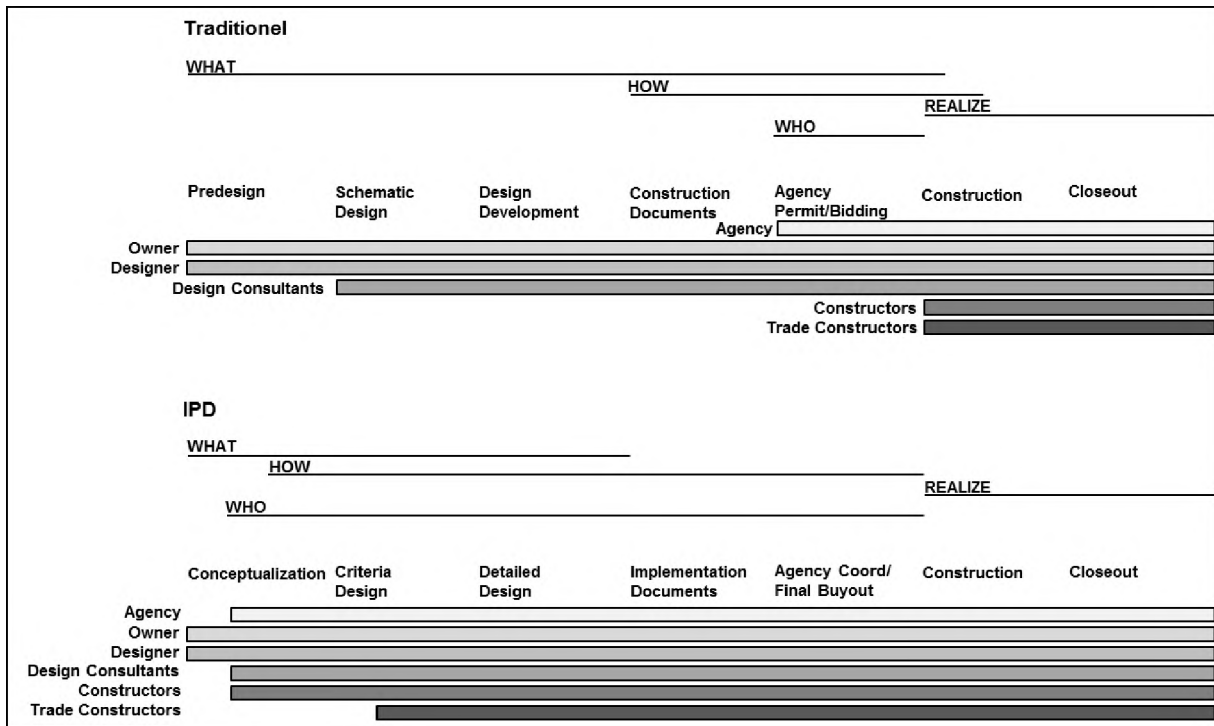 Traditionel
WHAT
HOW
REALIZE
WHO
Predesign Schematic Design Construction Agency Construction Closeout
Design Development Documents Permit/Bidding
Agency
Owner
Designer
Design Consultants
Constructors
Trade Constructors
IPD
WHAT
HOW
REALIZE
WHO
Conceptualization Criteria Detailed Implementation Agency Coord/ Construction Closeout
Design Design Documents Final Buyout
Agency
Owner
Designer
Design Consultants
Constructors
Trade Constructors